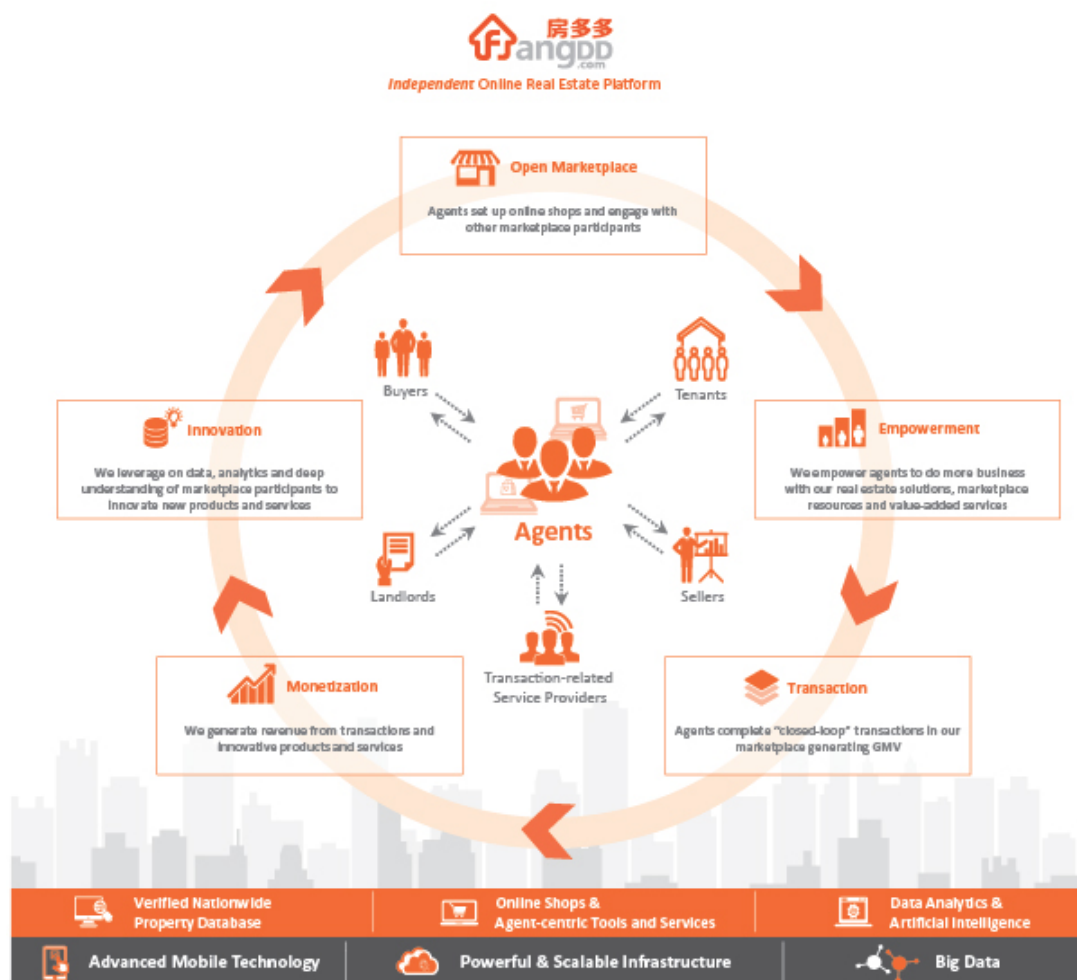 房多多
FangDD
.com
Independent Online Real Estate Platform
Open Marketplace
Agents set up online shops and engage with
other marketplace participants
Buyers
Tenants
Innovation
We leverage on data, analytics and deep
understanding of marketplace participants to
innovate new products and services
Empowerment
We empower agents to do more business
with our real estate solutions, marketplace
resources and value-added services
Agents
Landlords
Sellers
Transaction-related
Service Providers
Monetization
We generate revenue from transactions and
innovative products and services
Transaction
Agents complete "closed-loop" transactions in our
marketplace generating GMV
Verified Nationwide
Property Database
Online Shops &
Agent-centric Tools and Services
Data Analytics &
Artificial Intelligence
Advanced Mobile Technology
Powerful & Scalable Infrastructure
Big Data